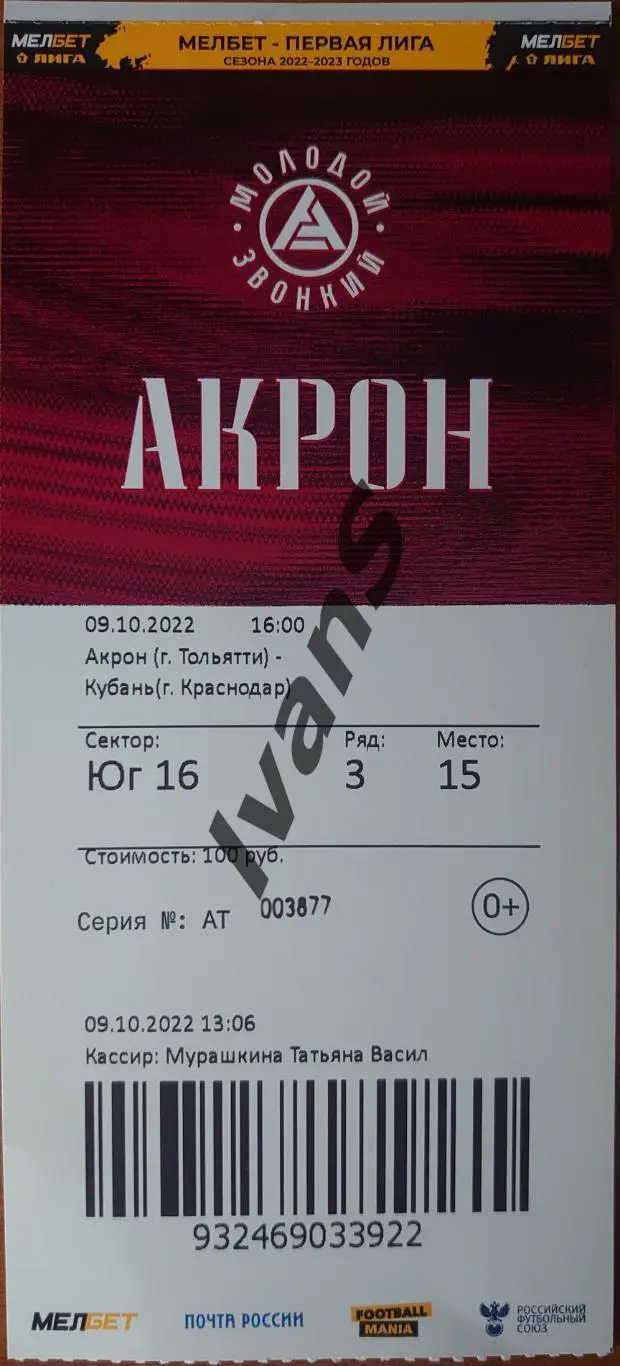 МЕЛБЕТ ЛИГА
МЕЛБЕТ - ПЕРВАЯ ЛИГА
СЕЗОНА 2022-2023 ГОДОВ
МЕЛБЕТ ЛИГА
• МОЛОДОЙ •
ЗВОНКИЙ
АКРОН
09.10.2022 16:00
Акрон (г. Тольятти) -
Кубань(г. Краснодар)
Сектор: Ряд: Место:
Юг 16 3 15
Стоимость: 100 руб.
Серия №: АТ 003877 0+
IvanS
09.10.2022 13:06
Кассир: Мурашкина Татьяна Васил
932469033922
МЕЛБЕТ ПОЧТА РОССИИ FOOTBALL MANIA РОССИЙСКИЙ ФУТБОЛЬНЫЙ СОЮЗ